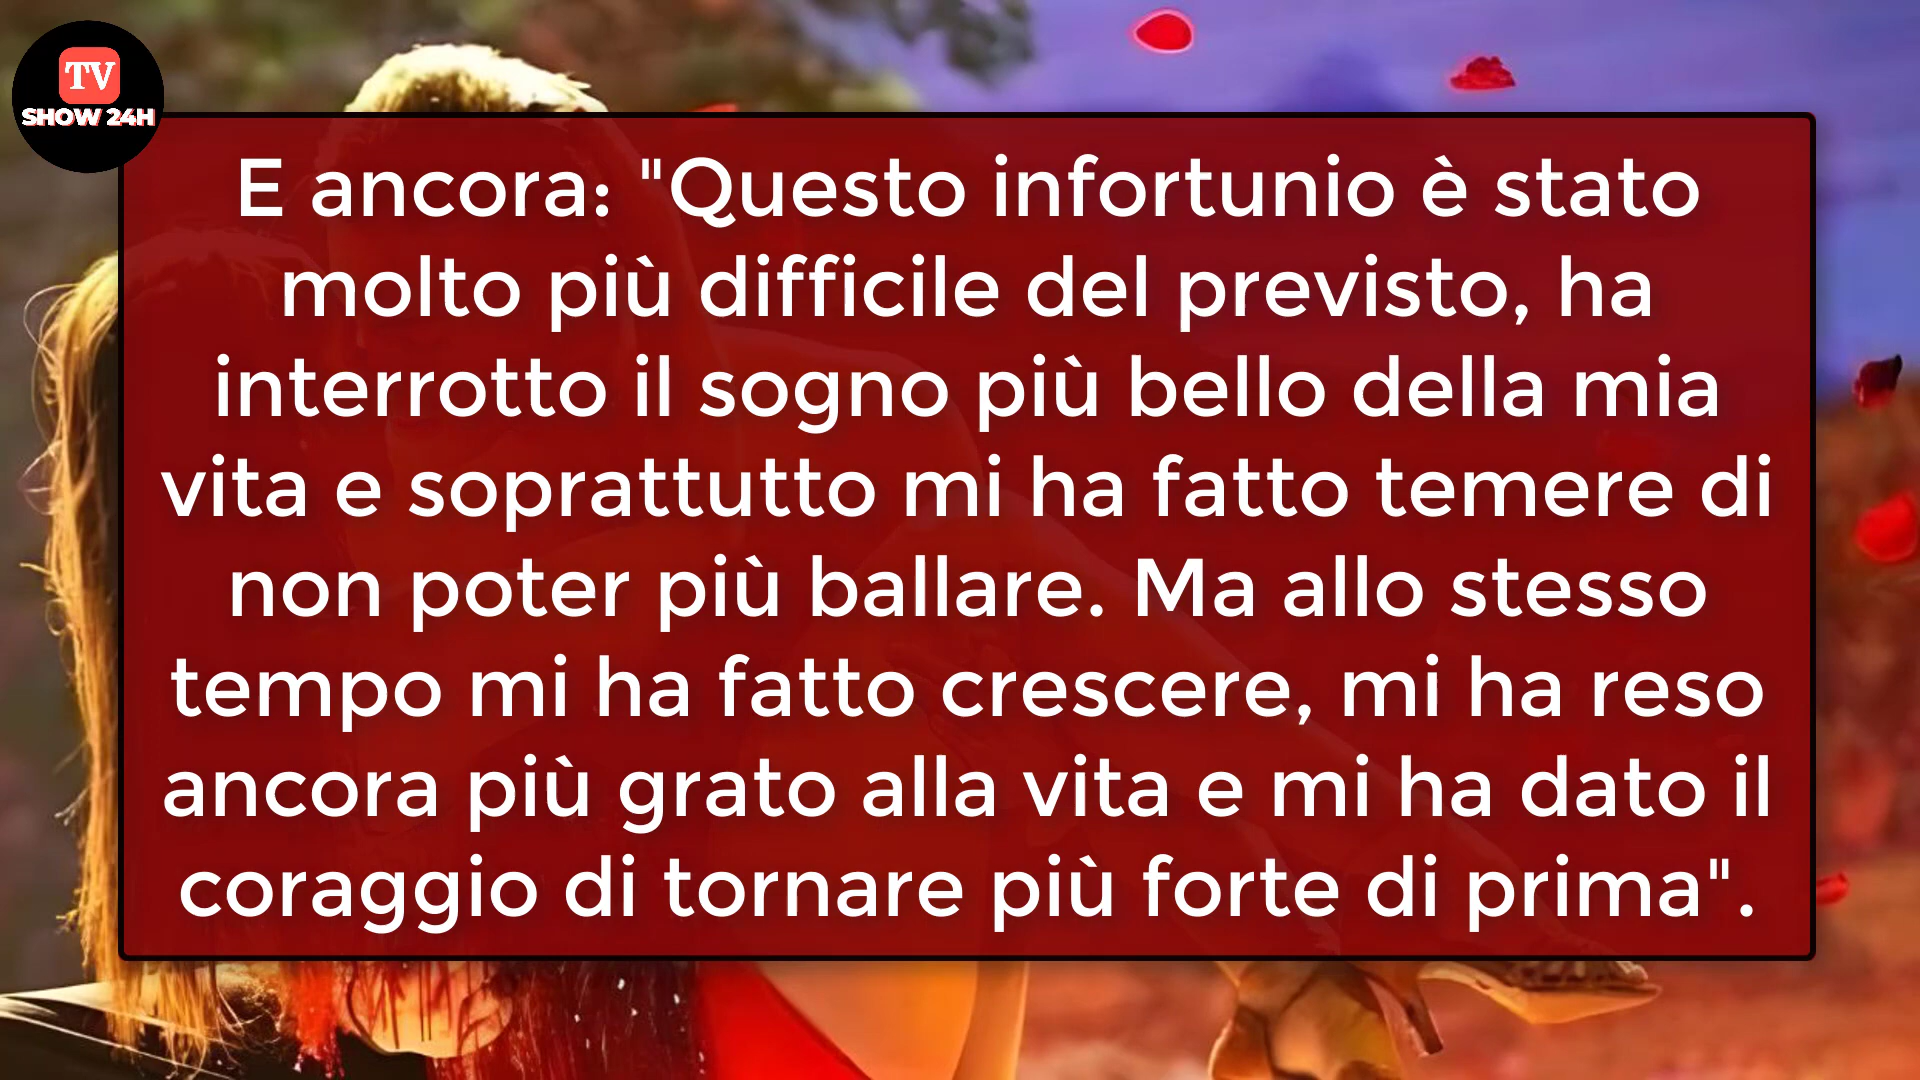 TV
SHOW 24H
E ancora: "Questo infortunio è stato
molto più difficile del previsto, ha
interrotto il sogno più bello della mia
vita e soprattutto mi ha fatto temere di
non poter più ballare. Ma allo stesso
tempo mi ha fatto crescere, mi ha reso
ancora più grato alla vita e mi ha dato il
coraggio di tornare più forte di prima".